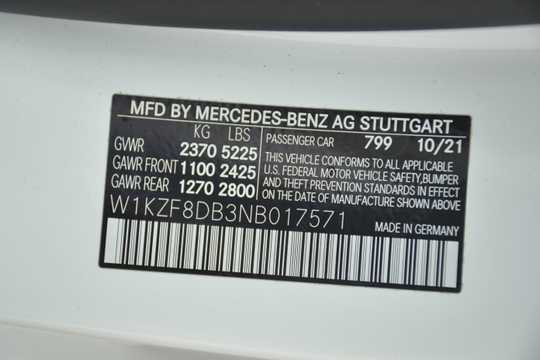 MFD BY MERCEDES-BENZ AG STUTTGART
KG LBS PASSENGER CAR 799 10/21
GVWR 2370 5225
GAWR FRONT 1100 2425
GAWR REAR 1270 2800
THIS VEHICLE CONFORMS TO ALL APPLICABLE
U.S. FEDERAL MOTOR VEHICLE SAFETY,BUMPER
AND THEFT PREVENTION STANDARDS IN EFFECT
ON THE DATE OF MANUFACTURE SHOWN ABOVE
W1KZF8DB3NB017571
MADE IN GERMANY